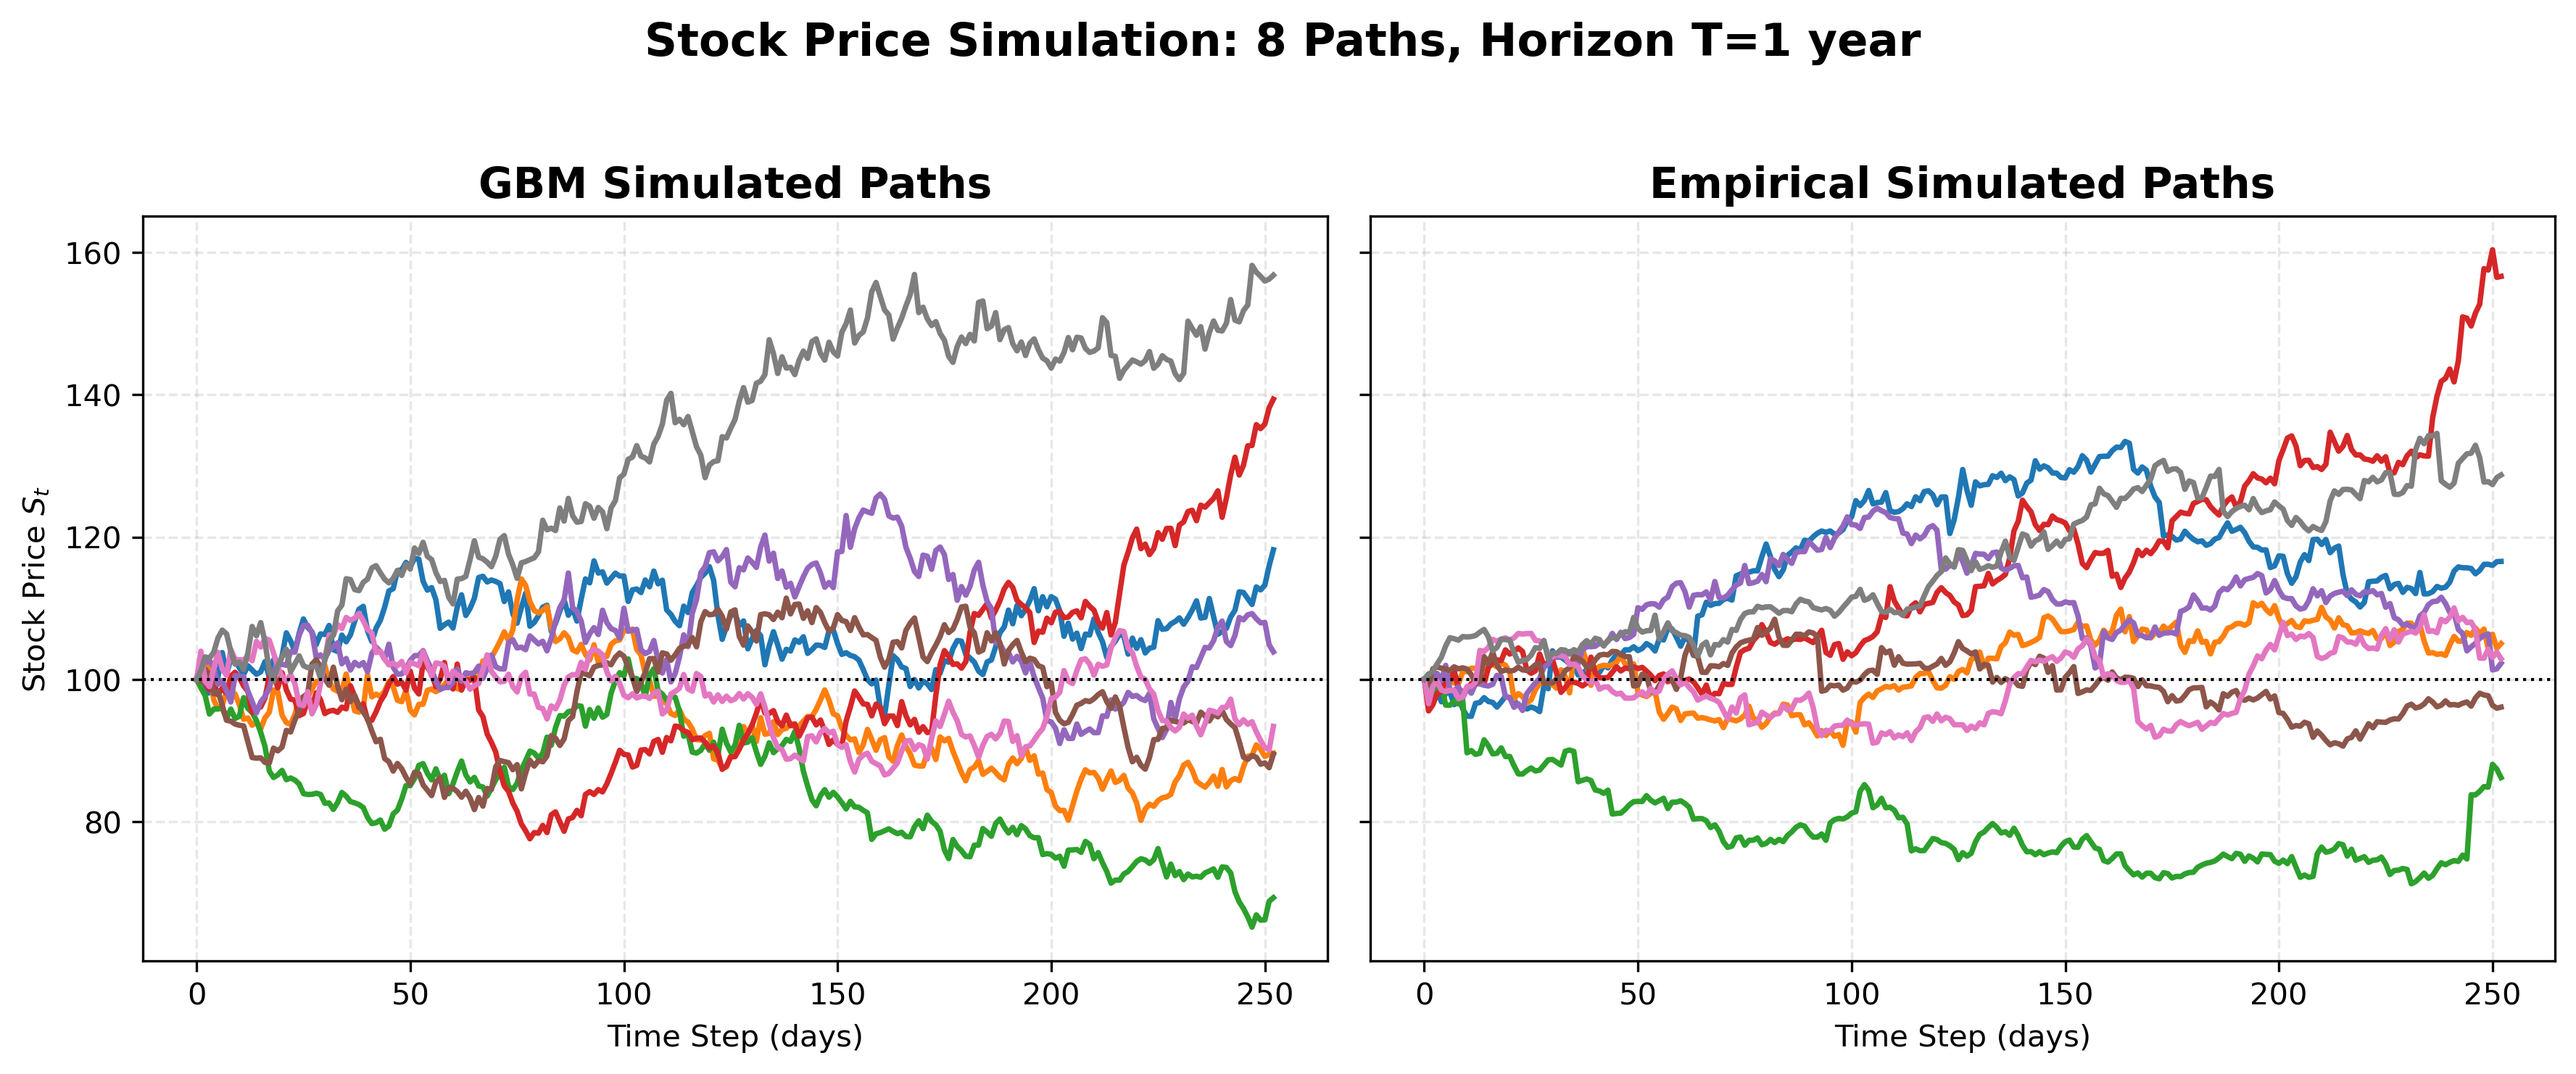 Stock Price Simulation: 8 Paths, Horizon T=1 year
GBM Simulated Paths
Empirical Simulated Paths
Stock Price S_t
160
140
120
100
80
0 50 100 150 200 250
0 50 100 150 200 250
Time Step (days)
Time Step (days)